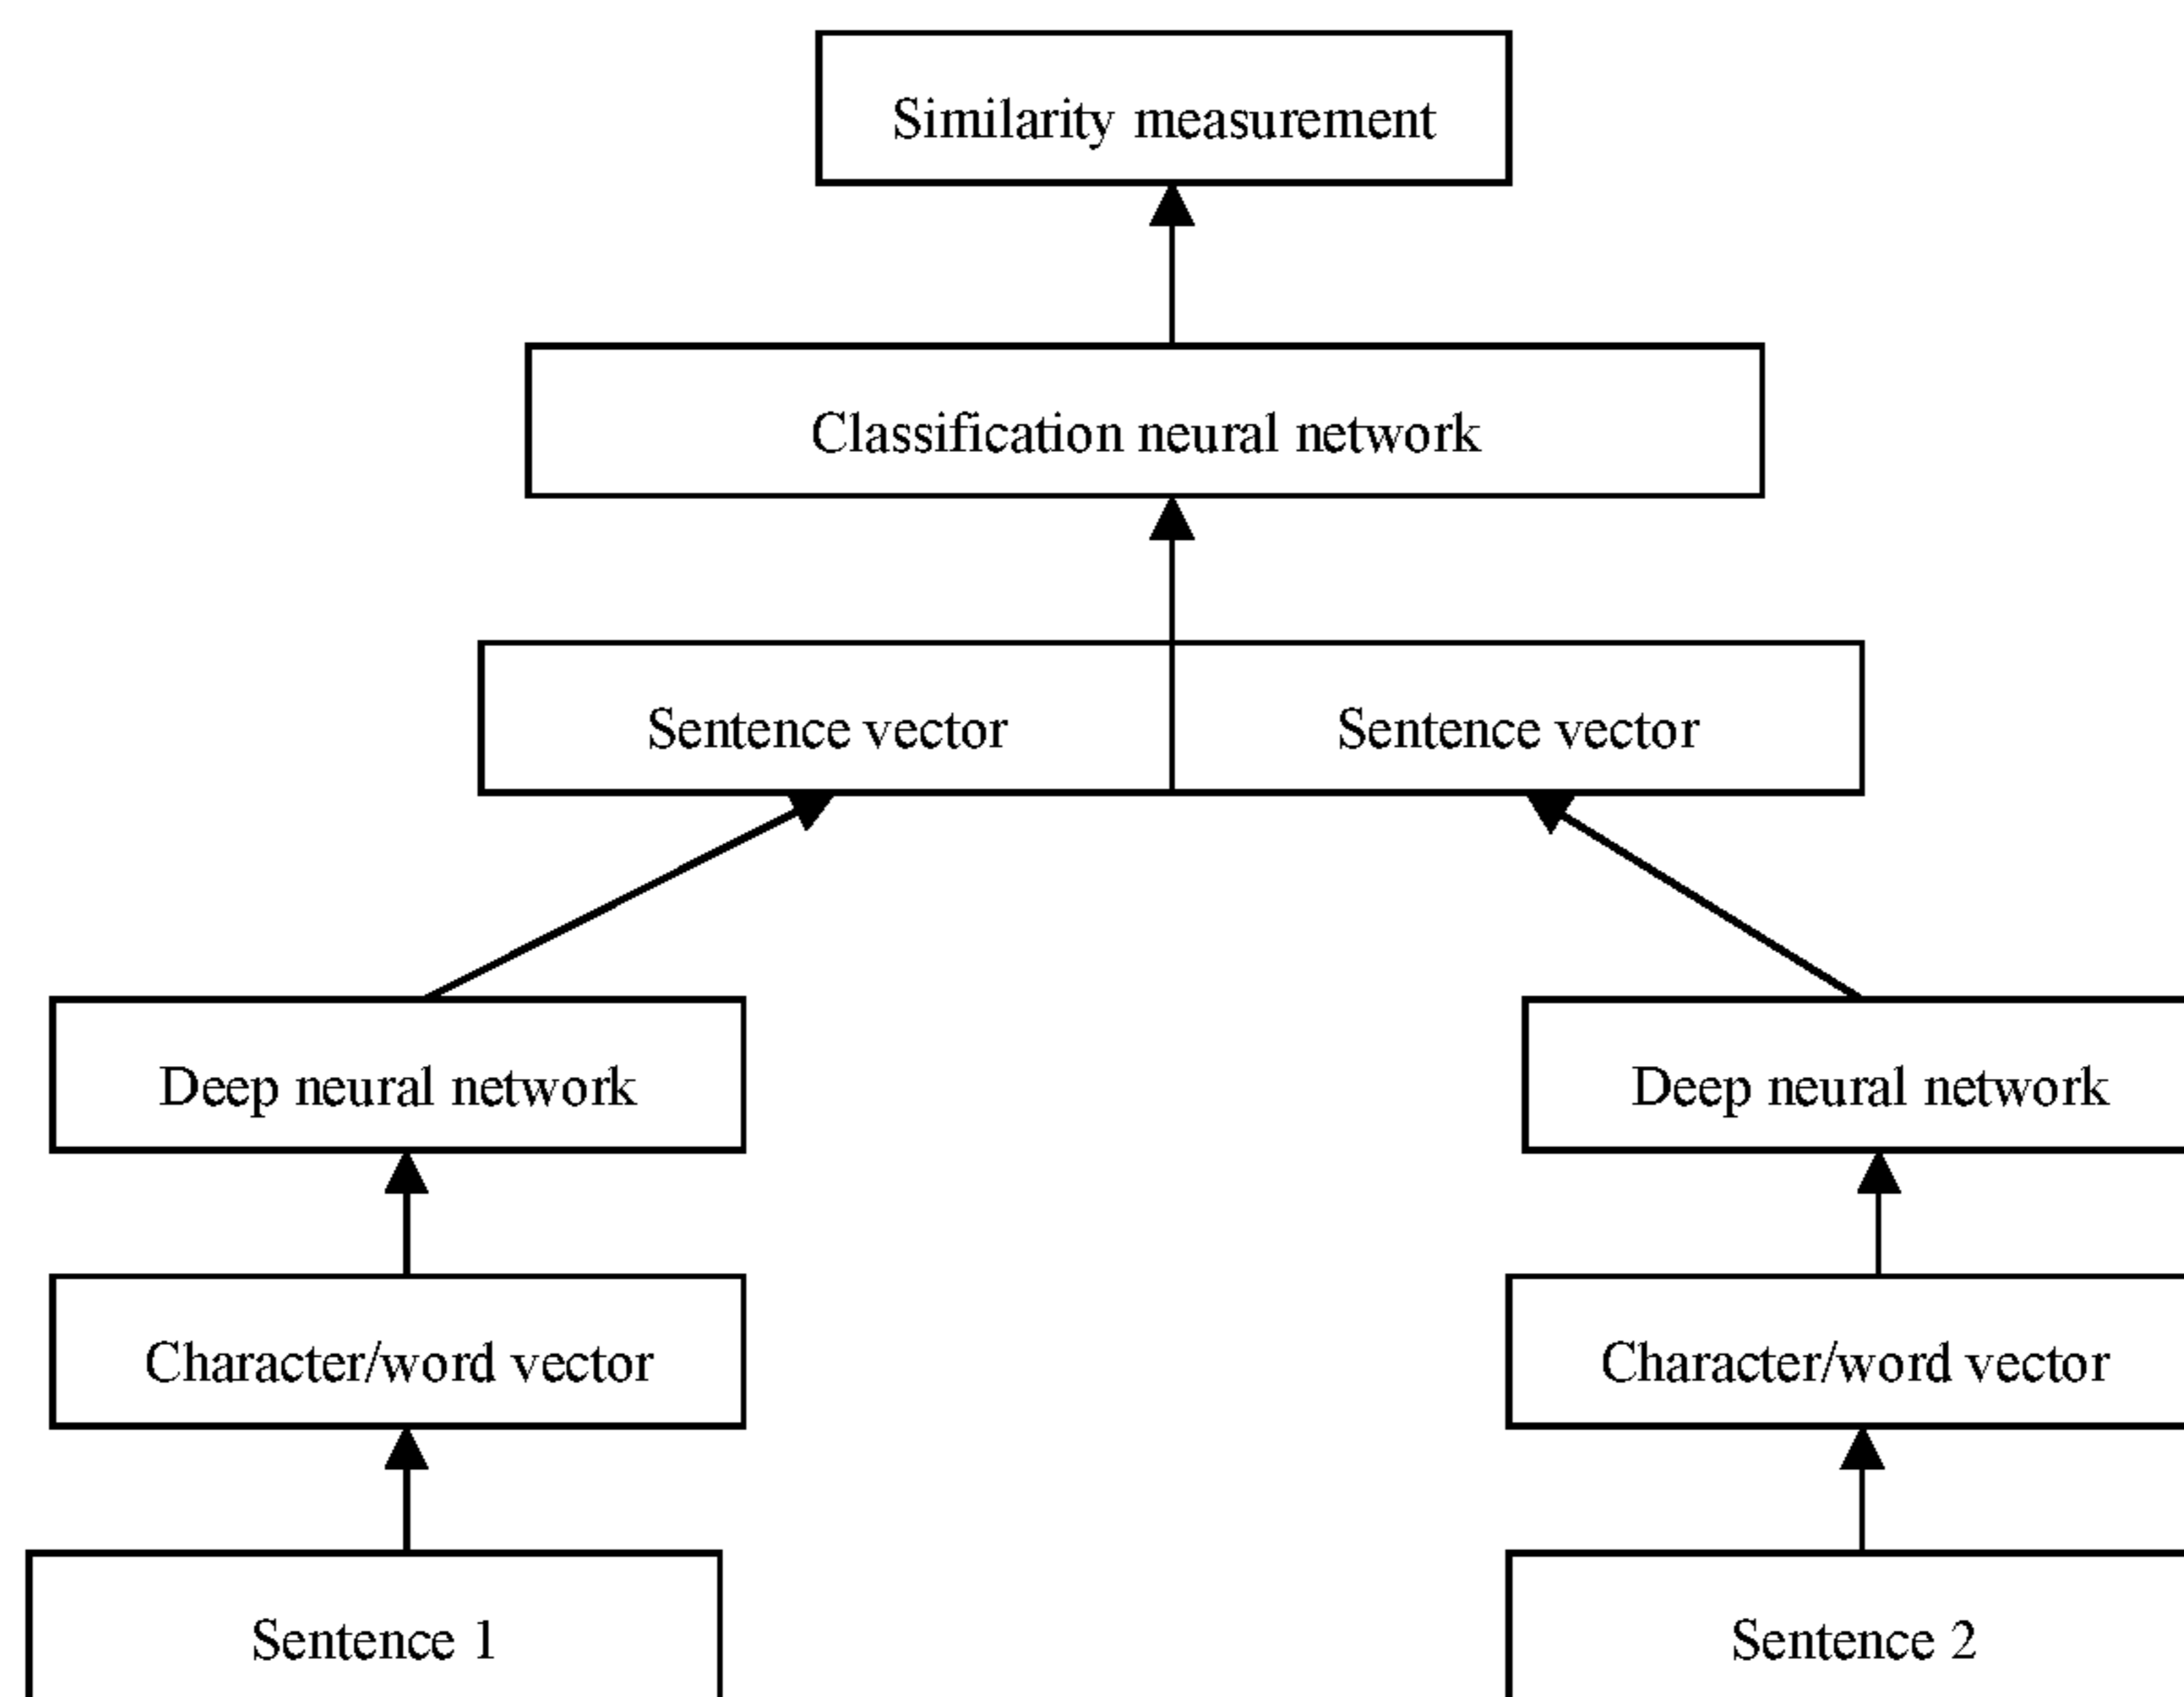 Similarity measurement
Classification neural network
Sentence vector
Sentence vector
Deep neural network
Deep neural network
Character/word vector
Character/word vector
Sentence 1
Sentence 2